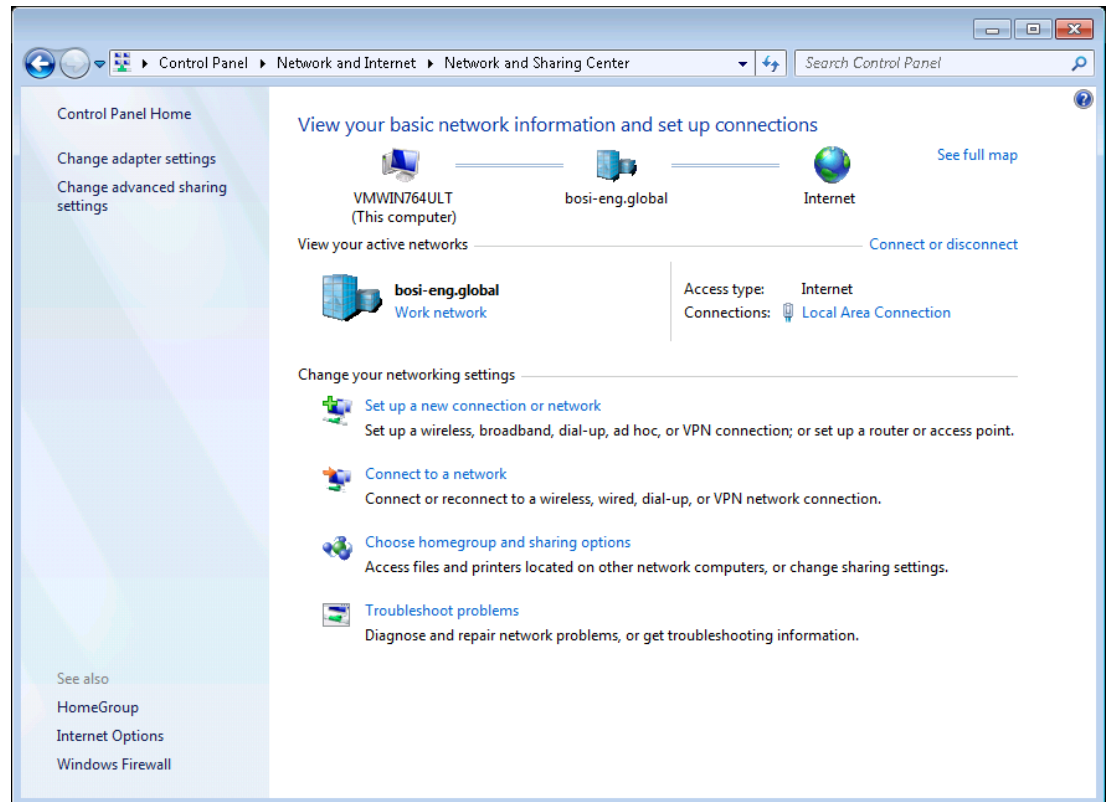 Control Panel ▸ Network and Internet ▸ Network and Sharing Center
Search Control Panel
Control Panel Home
Change adapter settings
Change advanced sharing
settings
View your basic network information and set up connections
See full map
VMWIN764ULT
(This computer)
bosi-eng.global
Internet
View your active networks
Connect or disconnect
bosi-eng.global
Work network
Access type: Internet
Connections: Local Area Connection
Change your networking settings
Set up a new connection or network
Set up a wireless, broadband, dial-up, ad hoc, or VPN connection; or set up a router or access point.
Connect to a network
Connect or reconnect to a wireless, wired, dial-up, or VPN network connection.
Choose homegroup and sharing options
Access files and printers located on other network computers, or change sharing settings.
Troubleshoot problems
Diagnose and repair network problems, or get troubleshooting information.
See also
HomeGroup
Internet Options
Windows Firewall